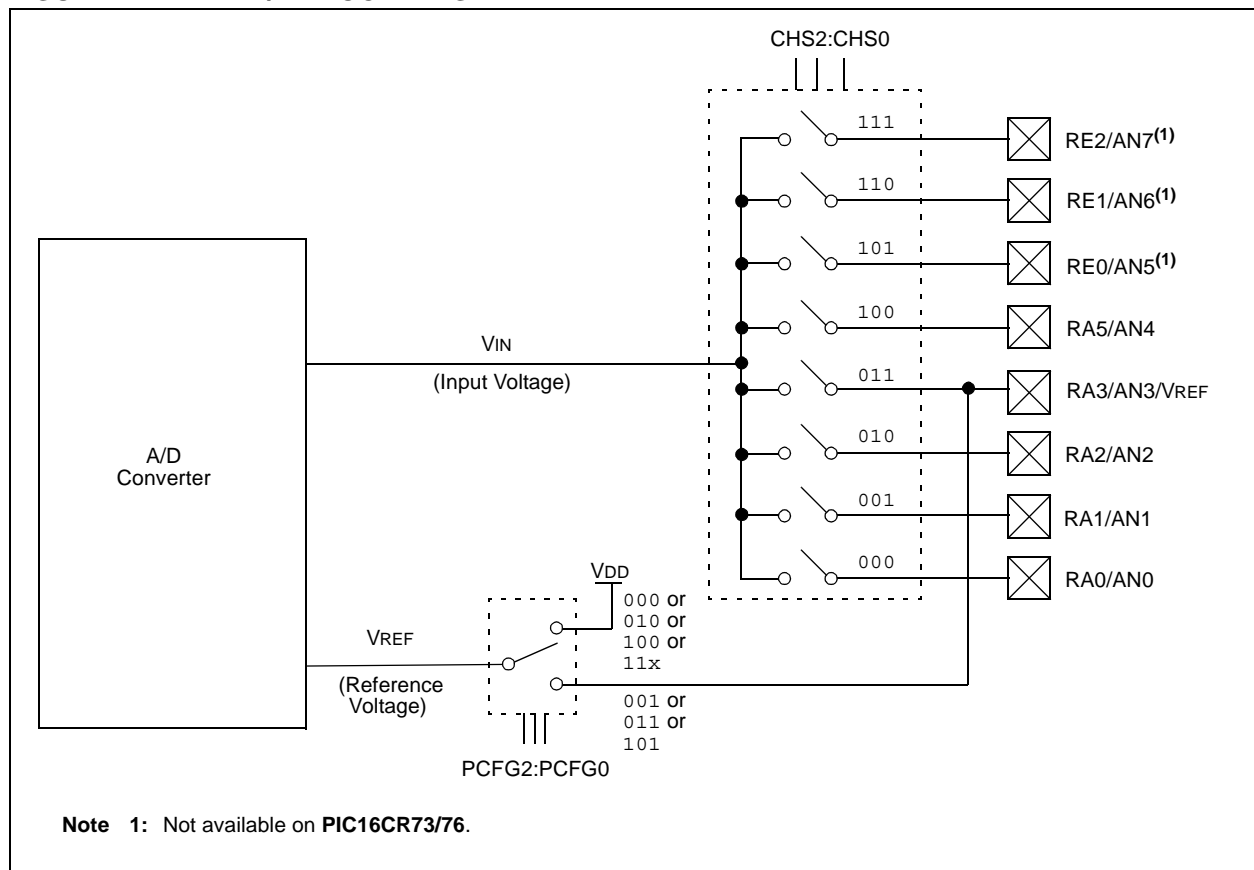 CHS2:CHS0
111
RE2/AN7(1)
110
RE1/AN6(1)
101
RE0/AN5(1)
100
RA5/AN4
VIN
(Input Voltage)
011
RA3/AN3/VREF
A/D
Converter
010
RA2/AN2
001
RA1/AN1
000
RA0/AN0
VDD
000 or
010 or
100 or
11x
VREF
(Reference
Voltage)
001 or
011 or
101
PCFG2:PCFG0
Note 1: Not available on PIC16CR73/76.